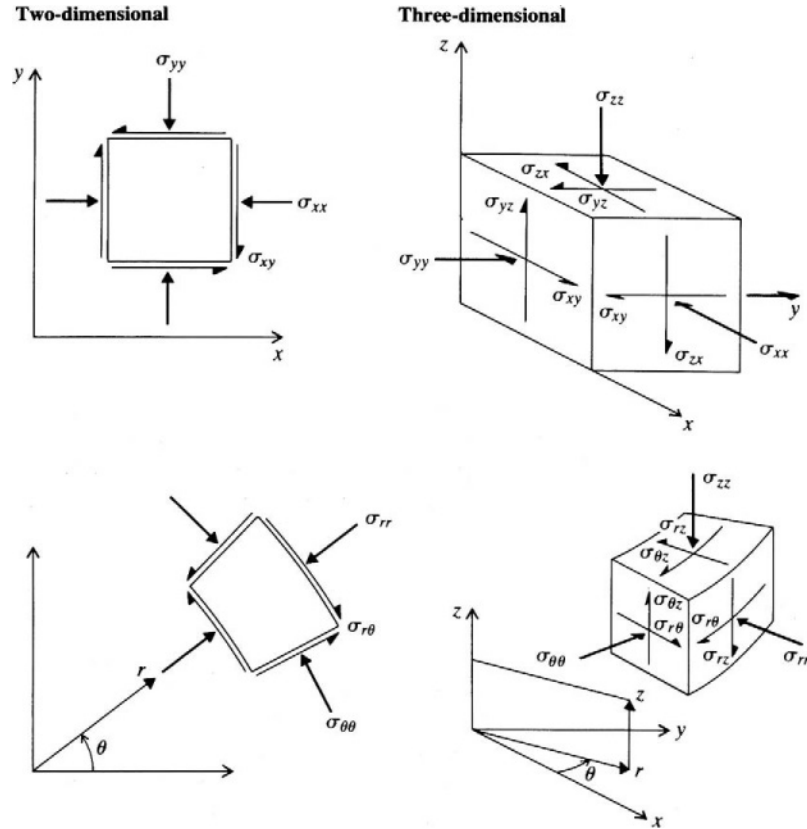 Two-dimensional
Three-dimensional
y
σyy
σxx
σxy
x
z
σzz
σzx
σyz
σyz
σyy
σxy
σxy
y
σxx
σzx
x
σrr
σrθ
r
σθθ
θ
σzz
σrz
σθz
σθz
σrθ
σrθ
σθθ
σrz
σrr
z
z
y
θ
r
x